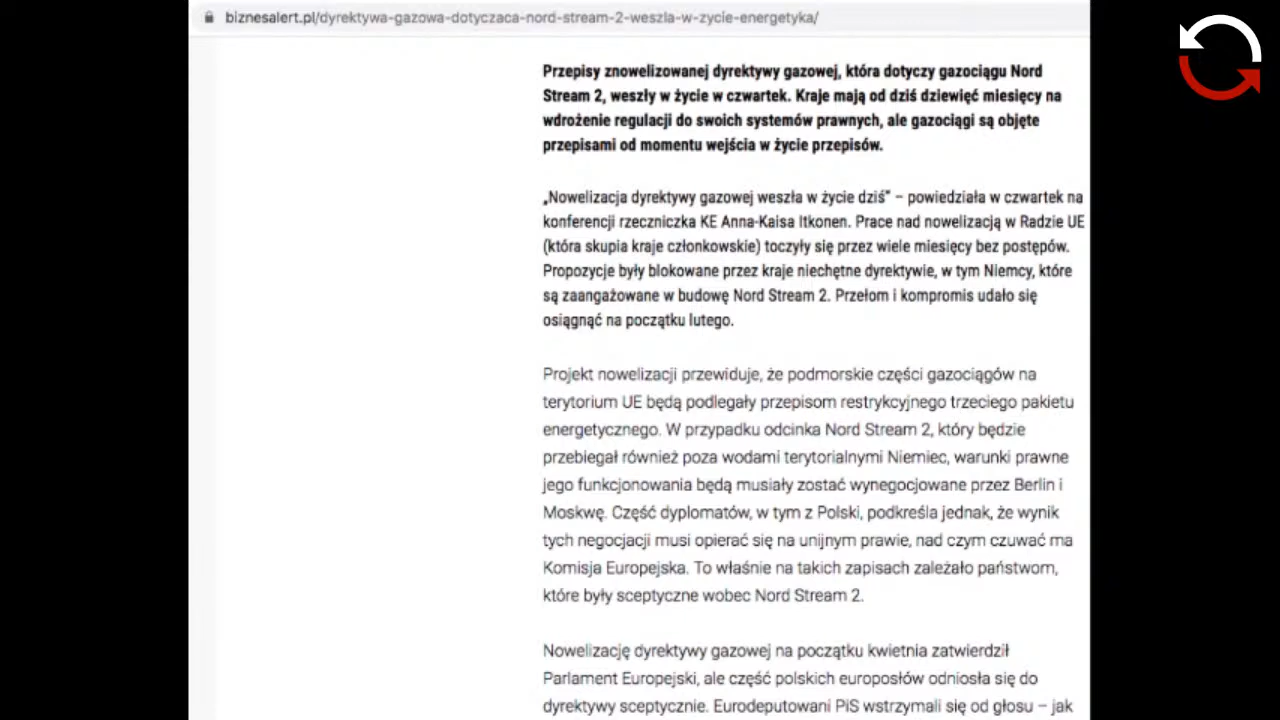 biznesalert.pl/dyrektywa-gazowa-dotyczaca-nord-stream-2-weszla-w-zycie-energetyka/
Przepisy znowelizowanej dyrektywy gazowej, która dotyczy gazociągu Nord
Stream 2, weszły w życie w czwartek. Kraje mają od dziś dziewięć miesięcy na
wdrożenie regulacji do swoich systemów prawnych, ale gazociągi są objęte
przepisami od momentu wejścia w życie przepisów.
„Nowelizacja dyrektywy gazowej weszła w życie dziś” – powiedziała w czwartek na
konferencji rzeczniczka KE Anna-Kaisa Itkonen. Prace nad nowelizacją w Radzie UE
(która skupia kraje członkowskie) toczyły się przez wiele miesięcy bez postępów.
Propozycje były blokowane przez kraje niechętne dyrektywie, w tym Niemcy, które
są zaangażowane w budowę Nord Stream 2. Przełom i kompromis udało się
osiągnąć na początku lutego.
Projekt nowelizacji przewiduje, że podmorskie części gazociągów na
terytorium UE będą podlegały przepisom restrykcyjnego trzeciego pakietu
energetycznego. W przypadku odcinka Nord Stream 2, który będzie
przebiegał również poza wodami terytorialnymi Niemiec, warunki prawne
jego funkcjonowania będą musiały zostać wynegocjowane przez Berlin i
Moskwę. Część dyplomatów, w tym z Polski, podkreśla jednak, że wynik
tych negocjacji musi opierać się na unijnym prawie, nad czym czuwać ma
Komisja Europejska. To właśnie na takich zapisach zależało państwom,
które były sceptyczne wobec Nord Stream 2.
Nowelizację dyrektywy gazowej na początku kwietnia zatwierdził
Parlament Europejski, ale część polskich europosłów odniosła się do
dyrektywy sceptycznie. Eurodeputowani PiS wstrzymali się od głosu – jak